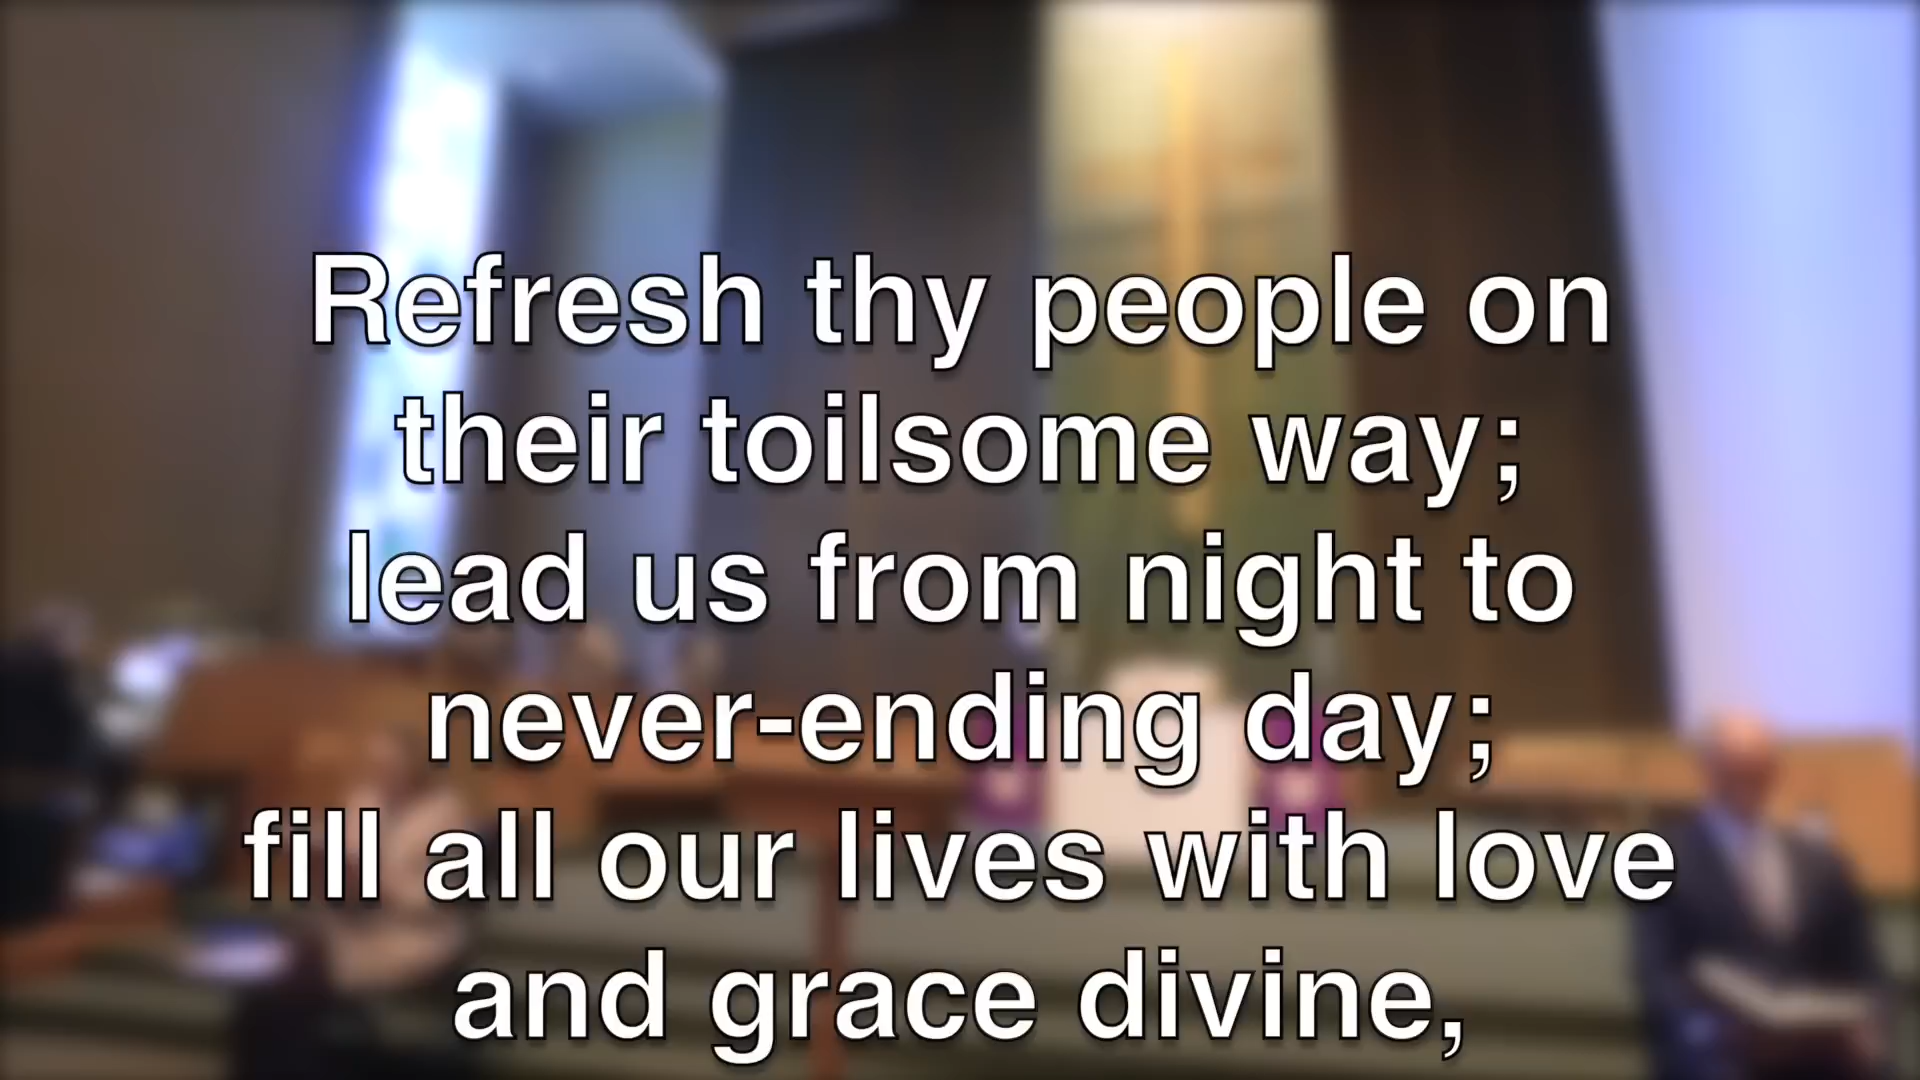 Refresh thy people on
their toilsome way;
lead us from night to
never-ending day;
fill all our lives with love
and grace divine,